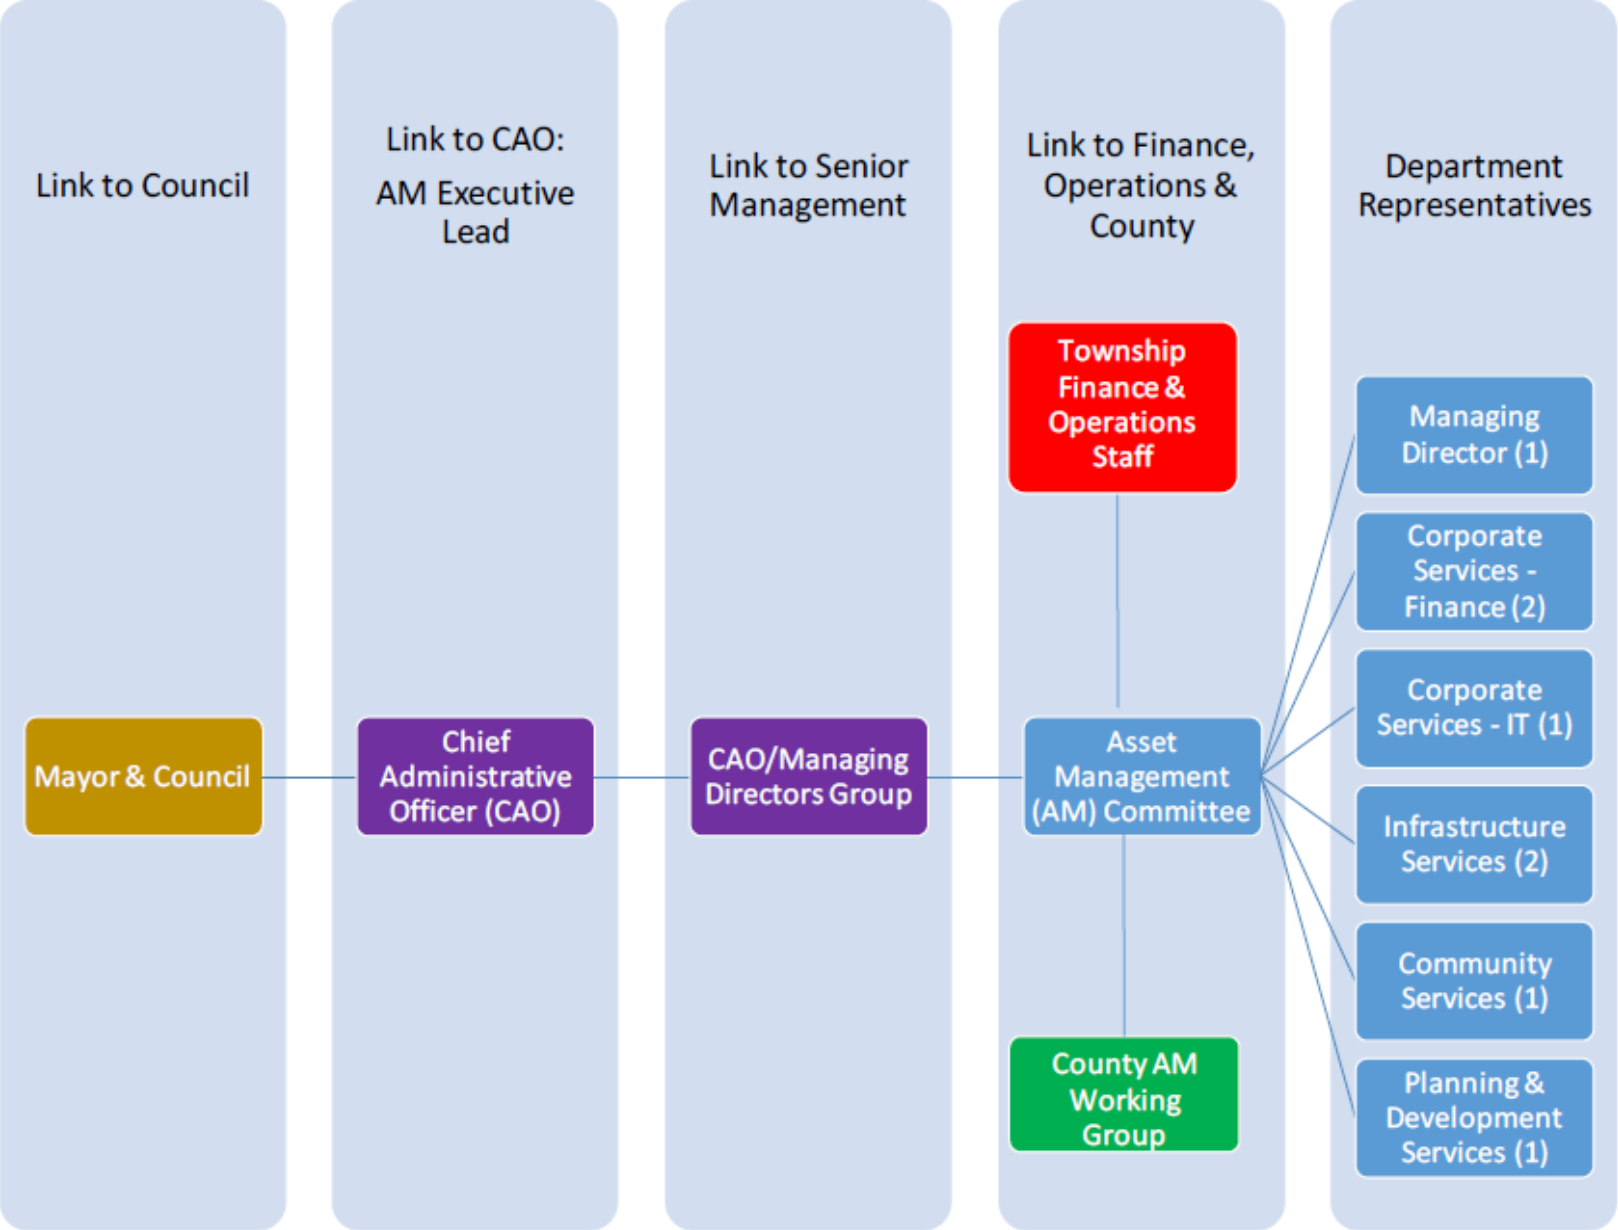 Link to Council
Link to CAO:
AM Executive
Lead
Link to Senior
Management
Link to Finance,
Operations &
County
Department
Representatives
Township
Finance &
Operations
Staff
Mayor & Council
Chief
Administrative
Officer (CAO)
CAO/Managing
Directors Group
Asset
Management
(AM) Committee
County AM
Working
Group
Managing
Director (1)
Corporate
Services -
Finance (2)
Corporate
Services - IT (1)
Infrastructure
Services (2)
Community
Services (1)
Planning &
Development
Services (1)